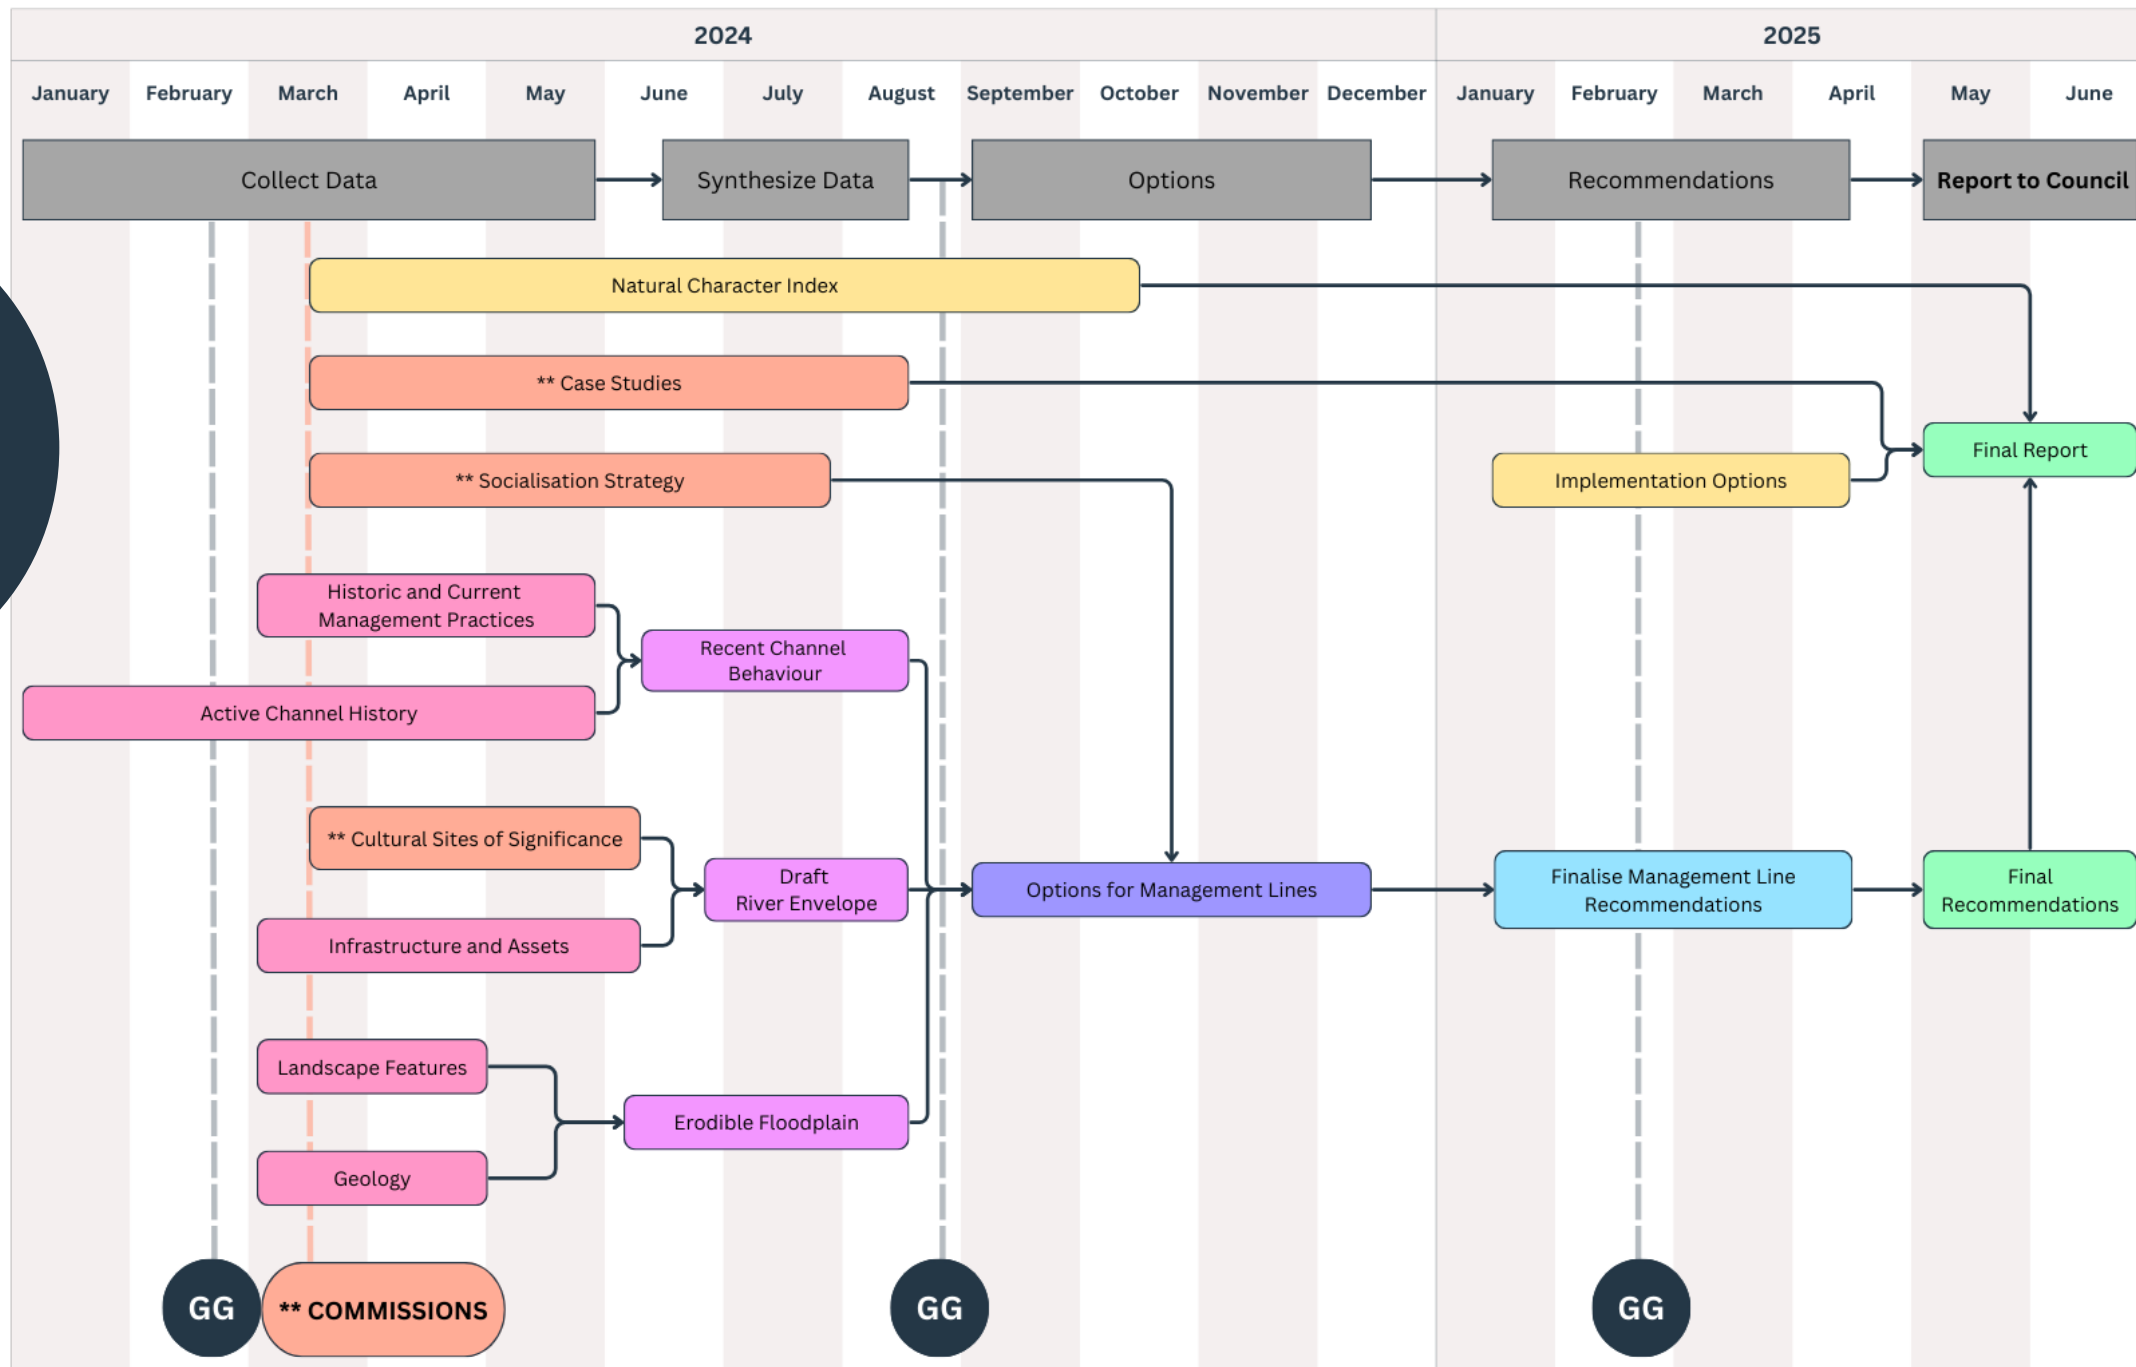 2024
2025
January February March April May June July August September October November December January February March April May June
Collect Data
Synthesize Data
Options
Recommendations
Report to Council
Natural Character Index
** Case Studies
Final Report
** Socialisation Strategy
Implementation Options
Historic and Current
Management Practices
Recent Channel
Behaviour
Active Channel History
** Cultural Sites of Significance
Draft
River Envelope
Options for Management Lines
Finalise Management Line
Recommendations
Final
Recommendations
Infrastructure and Assets
Landscape Features
Erodible Floodplain
Geology
GG
** COMMISSIONS
GG
GG